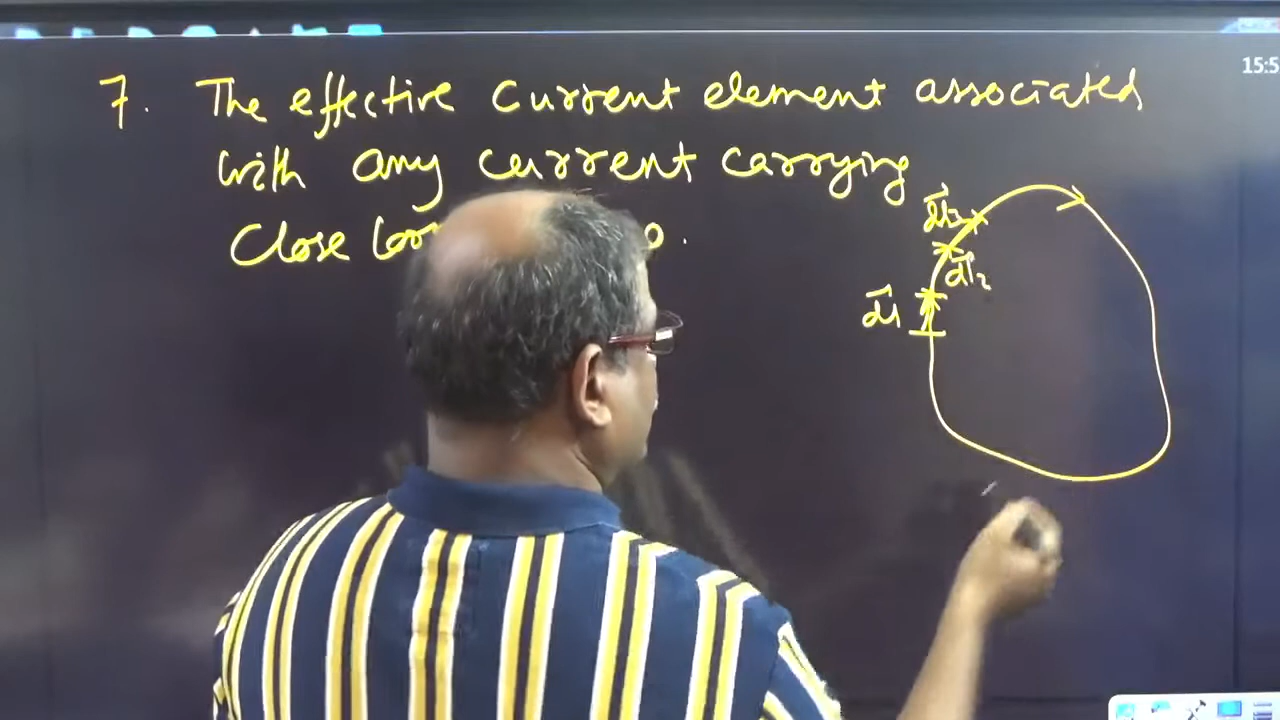 7. The effective current element associated
with any current carrying
Close
dl₃
dl₂
dl₁
15:5